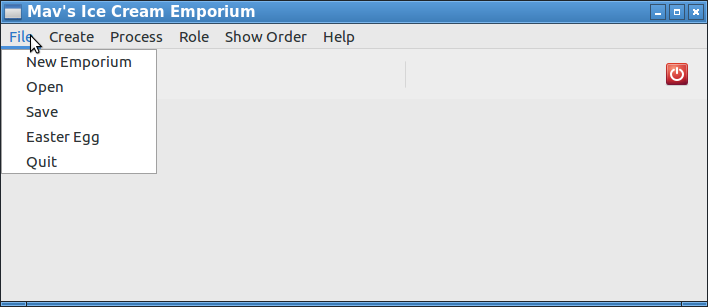 Mav's Ice Cream Emporium
File Create Process Role Show Order Help
New Emporium
Open
Save
Easter Egg
Quit